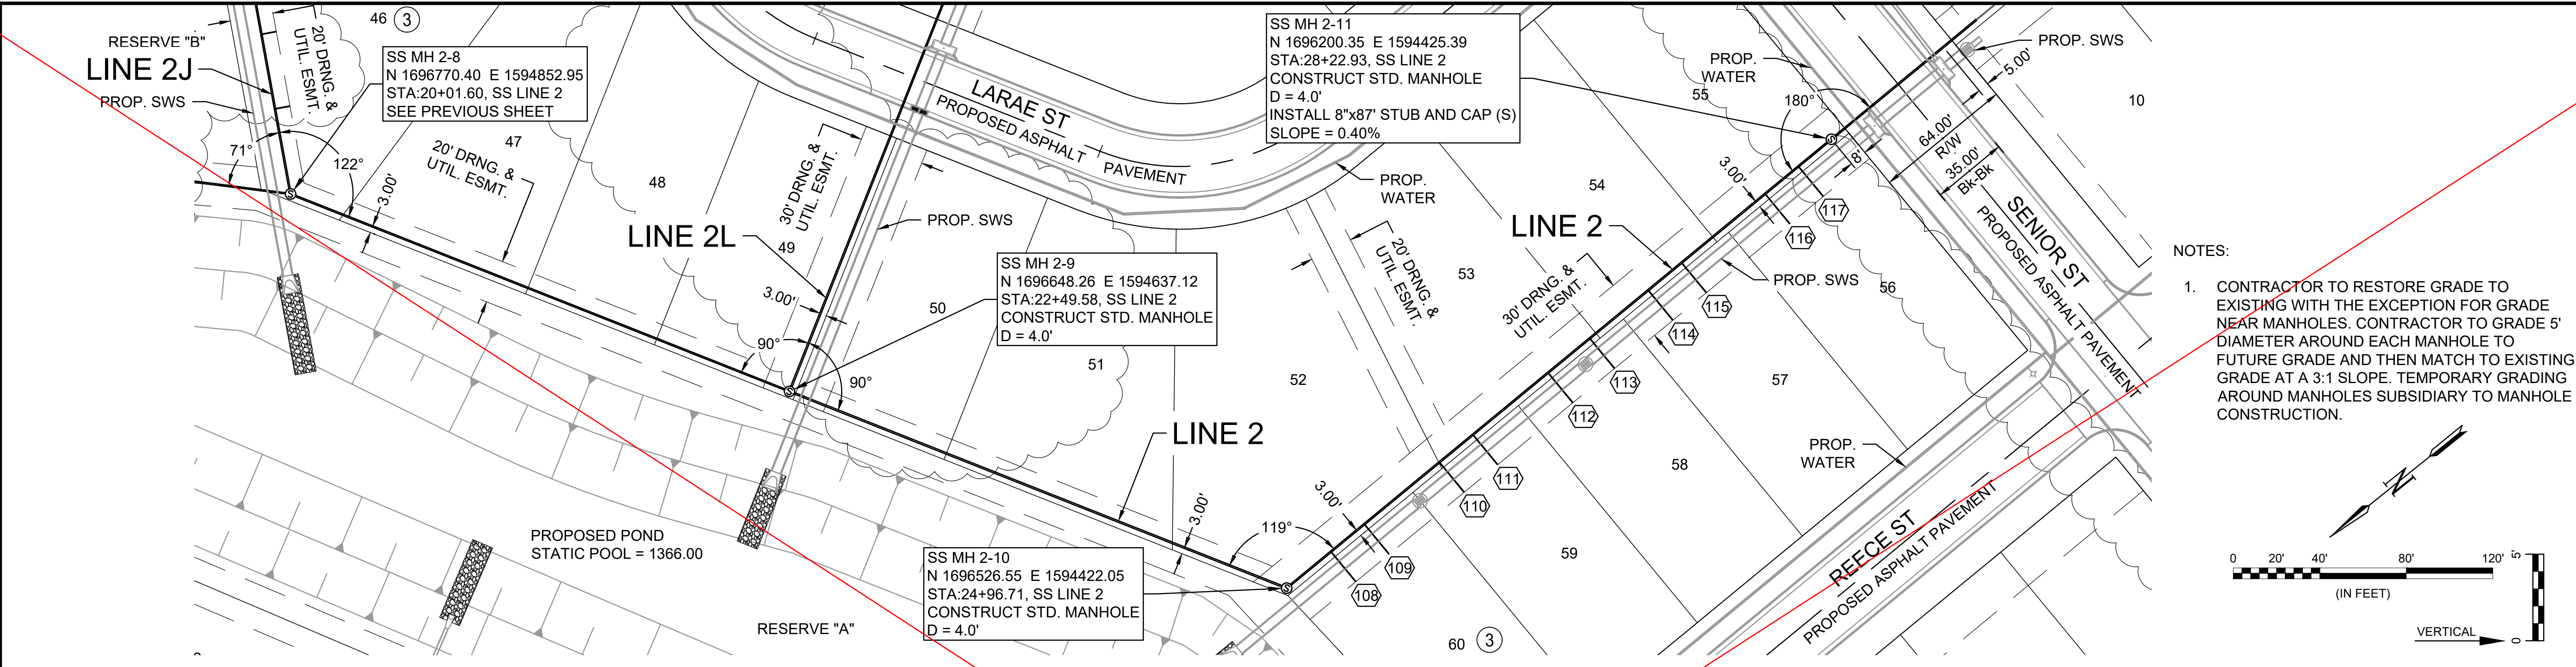 46 3
RESERVE "B"
LINE 2J
PROP. SWS
20' DRNG. &
UTIL. ESMT.
SS MH 2-8
N 1696770.40 E 1594852.95
STA:20+01.60, SS LINE 2
SEE PREVIOUS SHEET
71°
122°
3.00'
47
20' DRNG. &
UTIL. ESMT.
48
LINE 2L
30' DRNG. &
UTIL. ESMT.
49
3.00'
90°
90°
PROP. SWS
50
LARAE ST
PROPOSED ASPHALT PAVEMENT
SS MH 2-9
N 1696648.26 E 1594637.12
STA:22+49.58, SS LINE 2
CONSTRUCT STD. MANHOLE
D = 4.0'
51
LINE 2
52
3.00'
119°
SS MH 2-10
N 1696526.55 E 1594422.05
STA:24+96.71, SS LINE 2
CONSTRUCT STD. MANHOLE
D = 4.0'
PROPOSED POND
STATIC POOL = 1366.00
RESERVE "A"
SS MH 2-11
N 1696200.35 E 1594425.39
STA:28+22.93, SS LINE 2
CONSTRUCT STD. MANHOLE
D = 4.0'
INSTALL 8"x87' STUB AND CAP (S)
SLOPE = 0.40%
PROP.
WATER
20' DRNG. &
UTIL. ESMT.
53
54
55
LINE 2
30' DRNG. &
UTIL. ESMT.
3.00'
3.00'
180°
8'
PROP.
WATER
PROP. SWS
5.00'
10
64.00'
R/W
35.00'
Bk-Bk
SENIOR ST
PROPOSED ASPHALT PAVEMENT
PROP. SWS
56
57
58
59
60 3
108
109
110
111
112
113
114
115
116
117
PROP.
WATER
REECE ST
PROPOSED ASPHALT PAVEMENT
NOTES:
1. CONTRACTOR TO RESTORE GRADE TO
EXISTING WITH THE EXCEPTION FOR GRADE
NEAR MANHOLES. CONTRACTOR TO GRADE 5'
DIAMETER AROUND EACH MANHOLE TO
FUTURE GRADE AND THEN MATCH TO EXISTING
GRADE AT A 3:1 SLOPE. TEMPORARY GRADING
AROUND MANHOLES SUBSIDIARY TO MANHOLE
CONSTRUCTION.
N
0 20' 40' 80' 120'
(IN FEET)
5'
0
VERTICAL